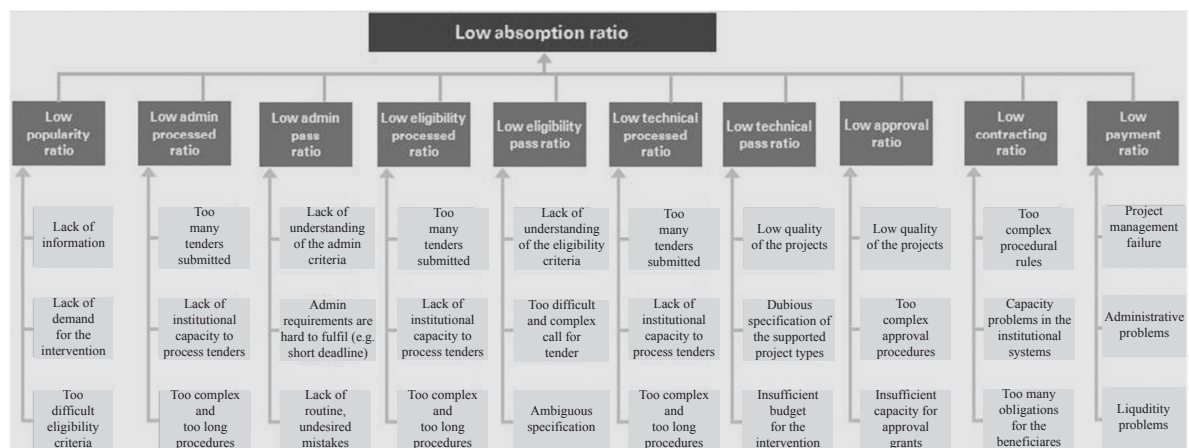 Low absorption ratio
Low
popularity
ratio
Low admin
processed
ratio
Low admin
pass
ratio
Low eligibility
processed
ratio
Low eligibility
pass ratio
Low technical
processed
ratio
Low technical
pass ratio
Low approval
ratio
Low
contracting
ratio
Low
payment
ratio
Lack of
information
Too
many
tenders
submitted
Lack of
understanding
of the admin
criteria
Too
many
tenders
submitted
Lack of
understanding
of the eligibility
criteria
Too
many
tenders
submitted
Low quality
of the projects
Low quality
of the projects
Too
complex
procedural
rules
Project
management
failure
Lack of
demand
for the
intervention
Lack of
institutional
capacity to
process tenders
Admin
requirements are
hard to fulfil (e.g.
short deadline)
Lack of
institutional
capacity to
process tenders
Too difficult
and complex
call for
tender
Lack of
institutional
capacity to
process tenders
Dubious
specification of
the supported
project types
Too
complex
approval
procedures
Capacity
problems in the
institutional
systems
Administrative
problems
Too
difficult
eligibility
criteria
Too complex
and
too long
procedures
Lack of
routine,
undesired
mistakes
Too complex
and
too long
procedures
Ambiguous
specification
Too complex
and
too long
procedures
Insufficient
budget
for the
intervention
Insufficient
capacity for
approval
grants
Too many
obligations
for the
beneficiares
Liquditity
problems